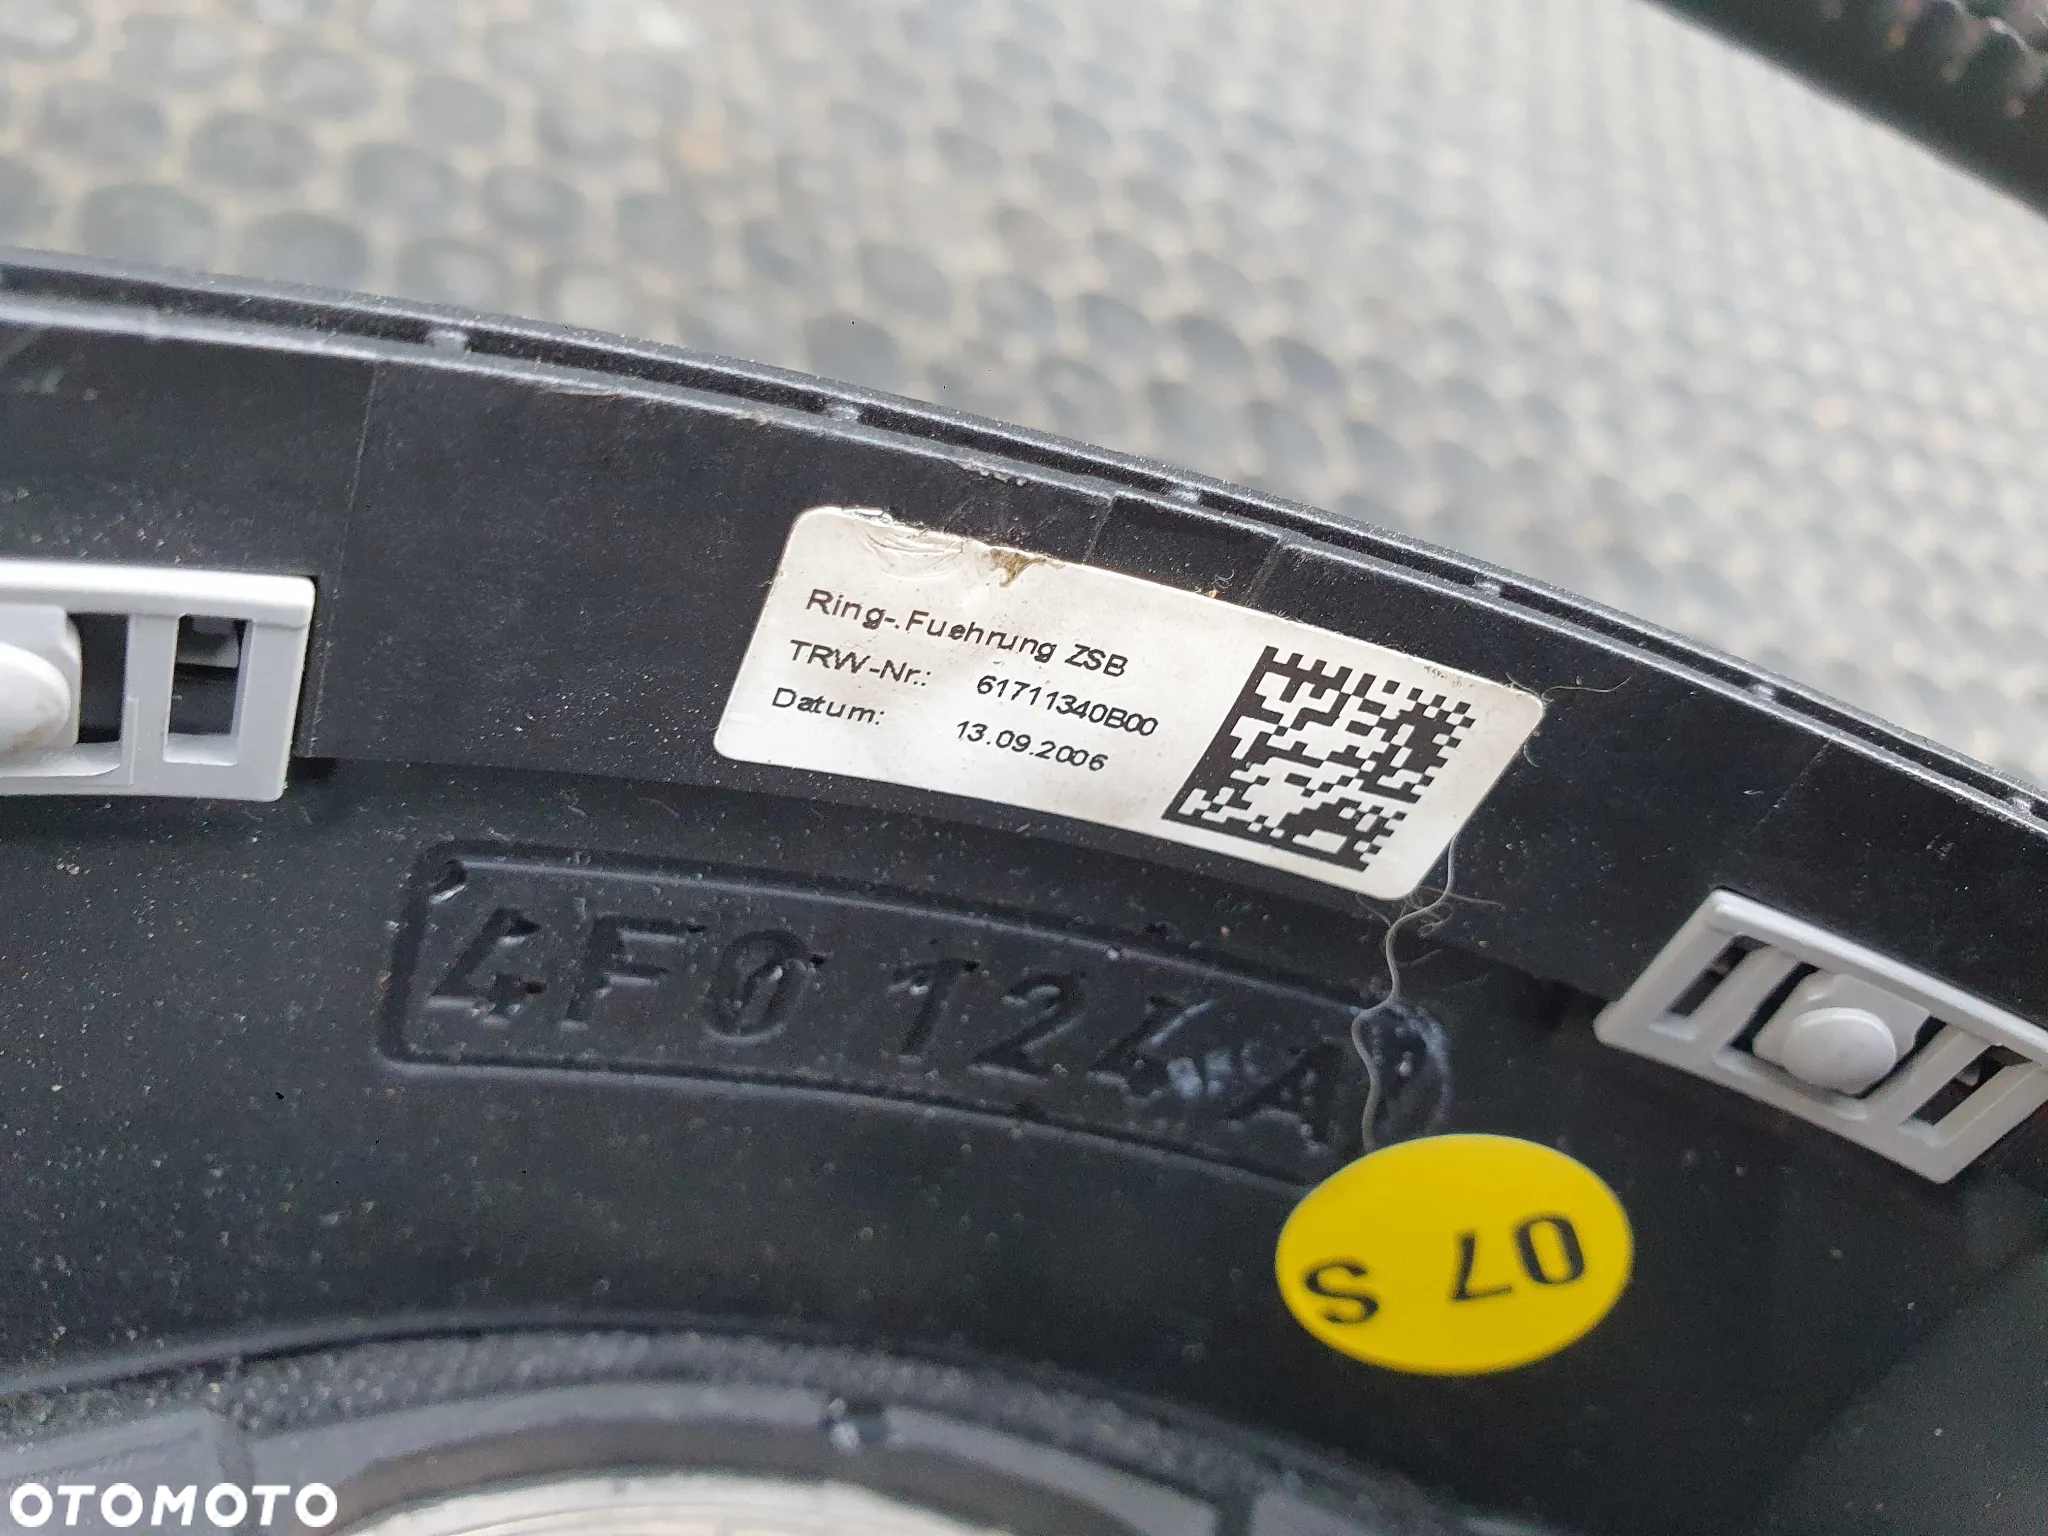 Ring-.Fuehrung ZSB
TRW-Nr.: 61711340B00
Datum: 13.09.2006
4F0 124 A
07 S
OTOMOTO